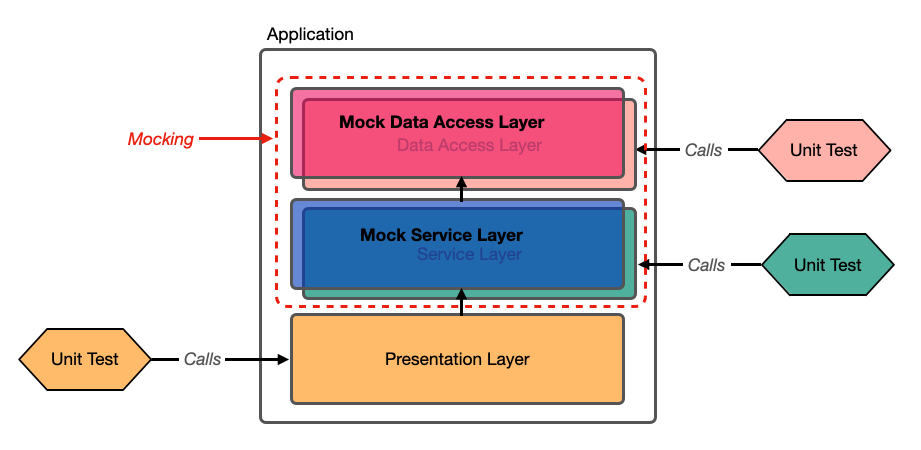 Application
Mock Data Access Layer
Data Access Layer
Mocking
Calls
Unit Test
Mock Service Layer
Service Layer
Calls
Unit Test
Unit Test
Calls
Presentation Layer